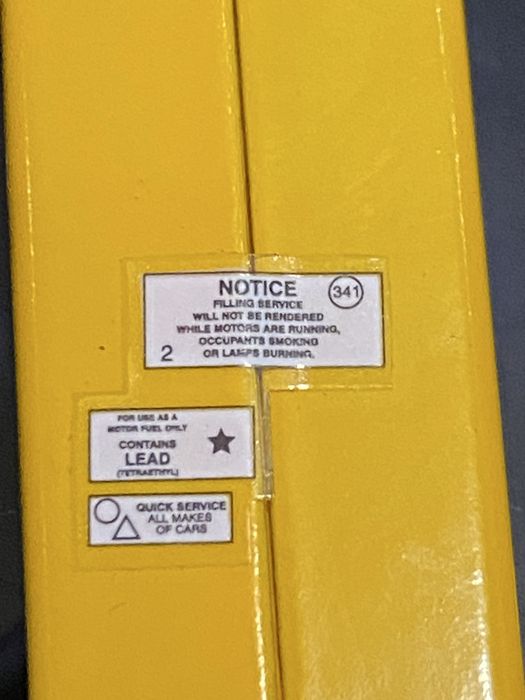 NOTICE
341
FILLING SERVICE
WILL NOT BE RENDERED
WHILE MOTORS ARE RUNNING,
OCCUPANTS SMOKING
OR LAMPS BURNING.
2
FOR USE AS A
MOTOR FUEL ONLY
CONTAINS
LEAD
(TETRAETHYL)
QUICK SERVICE
ALL MAKES
OF CARS